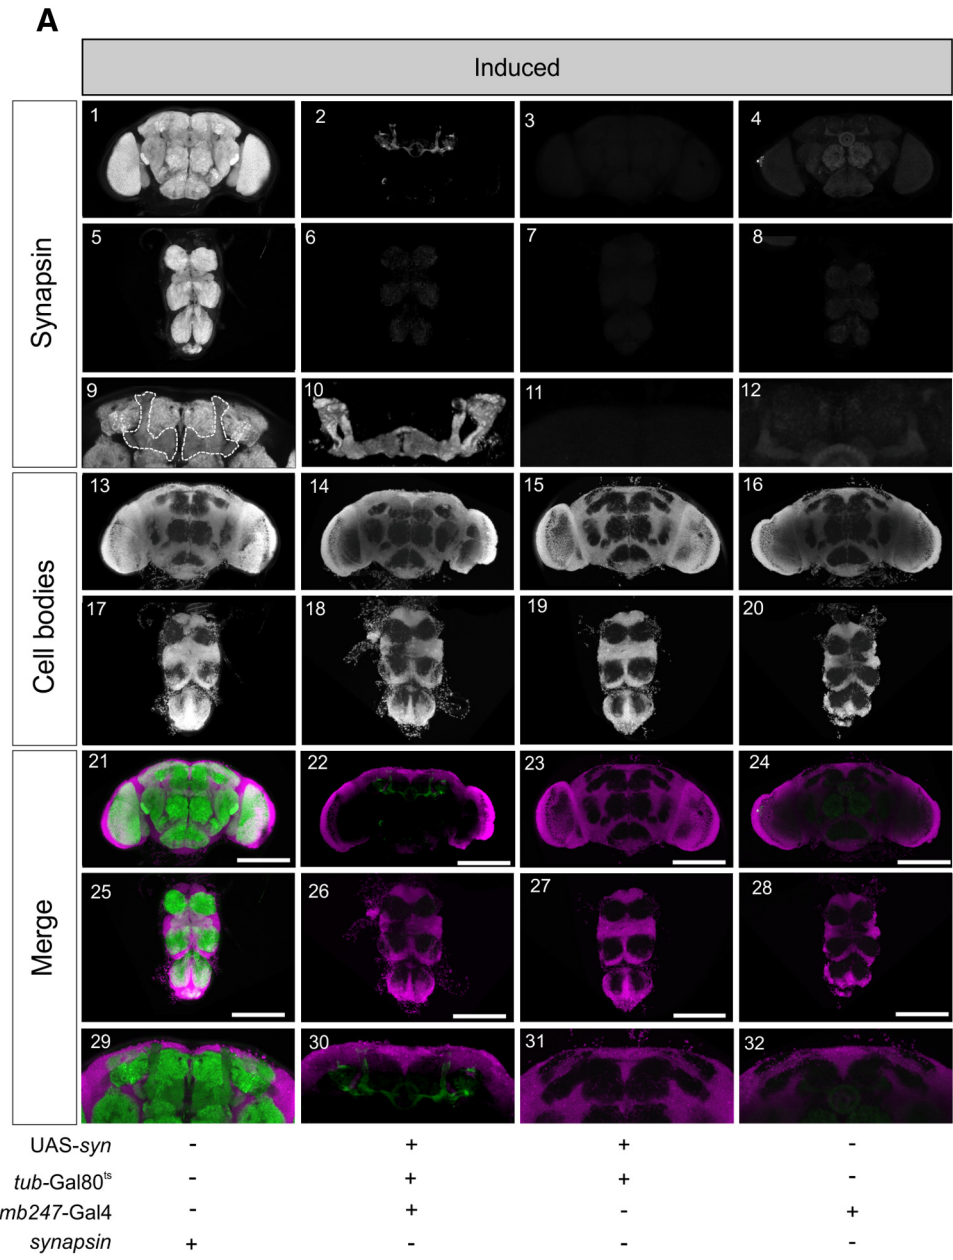 A
Induced
Synapsin
1 2 3 4
5 6 7 8
9 10 11 12
Cell bodies
13 14 15 16
17 18 19 20
Merge
21 22 23 24
25 26 27 28
29 30 31 32
UAS-syn - + + -
tub-Gal80ts - + + -
mb247-Gal4 - + - +
synapsin + - - -